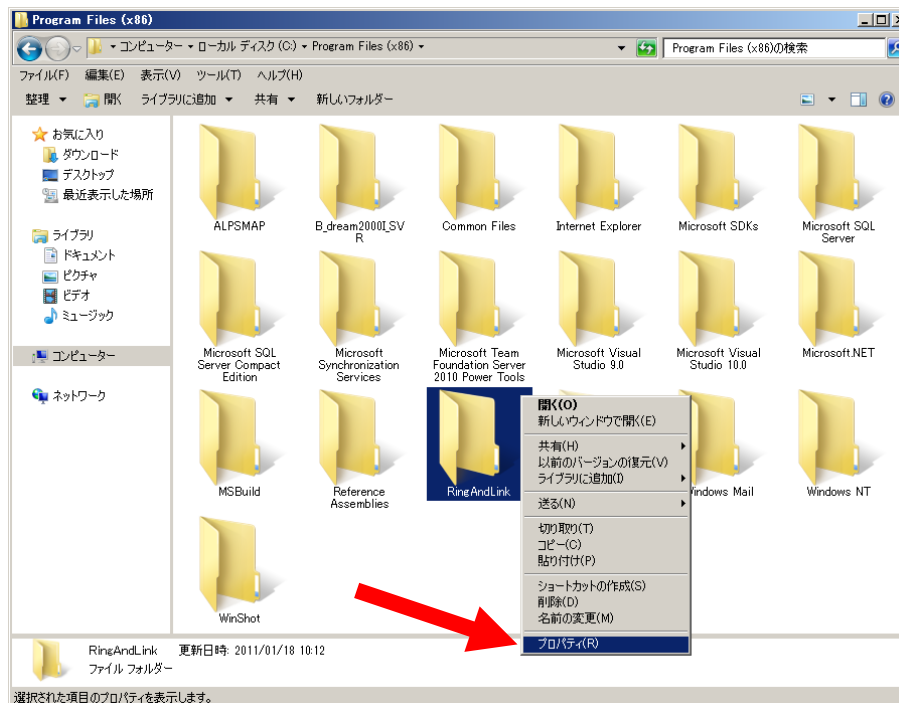 Program Files (x86)
コンピューター ローカル ディスク (C:) Program Files (x86)
Program Files (x86)の検索
ファイル(F) 編集(E) 表示(V) ツール(T) ヘルプ(H)
整理 開く ライブラリに追加 共有 新しいフォルダー
お気に入り
ダウンロード
デスクトップ
最近表示した場所
ライブラリ
ドキュメント
ピクチャ
ビデオ
ミュージック
コンピューター
ネットワーク
ALPSMAP
B_dream2000I_SV
R
Common Files
Internet Explorer
Microsoft SDKs
Microsoft SQL
Server
Microsoft SQL
Server Compact
Edition
Microsoft
Synchronization
Services
Microsoft Team
Foundation Server
2010 Power Tools
Microsoft Visual
Studio 9.0
Microsoft Visual
Studio 10.0
Microsoft.NET
MSBuild
Reference
Assemblies
RingAndLink
Windows Mail
Windows NT
WinShot
開く(O)
新しいウィンドウで開く(E)
共有(H)
以前のバージョンの復元(V)
ライブラリに追加(I)
送る(N)
切り取り(T)
コピー(C)
貼り付け(P)
ショートカットの作成(S)
削除(D)
名前の変更(M)
プロパティ(R)
RingAndLink 更新日時: 2011/01/18 10:12
ファイル フォルダー
選択された項目のプロパティを表示します。